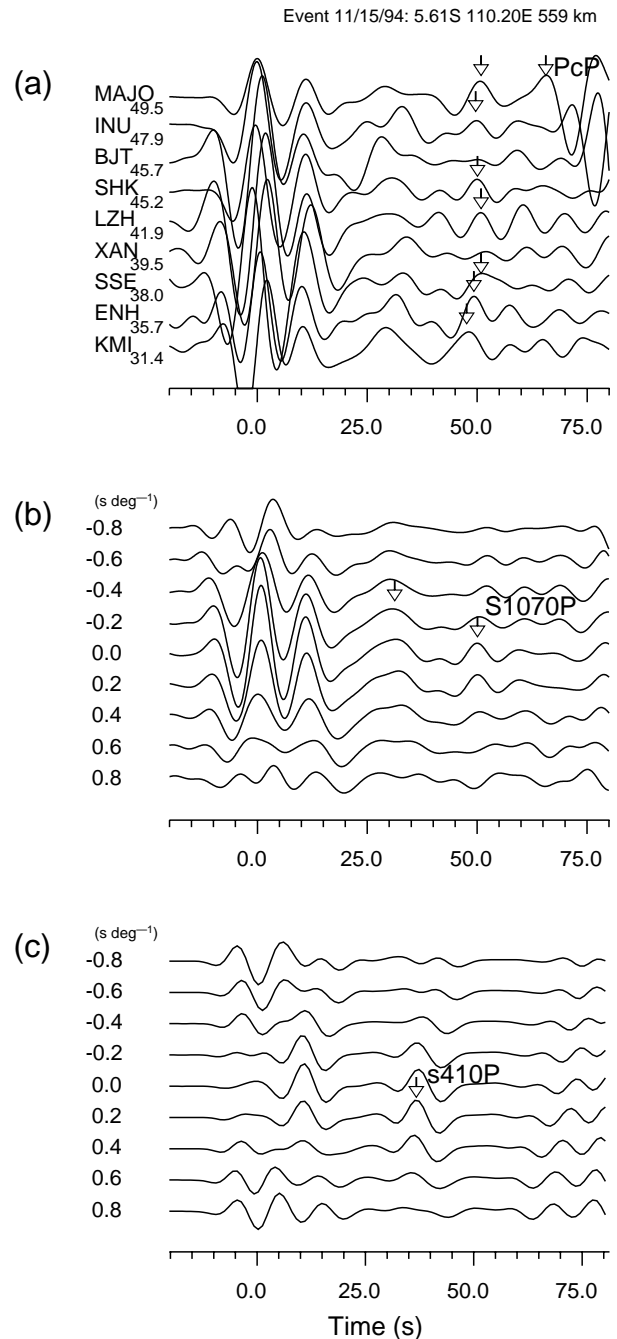 Event 11/15/94: 5.61S 110.20E 559 km
(a)
PcP
MAJO 49.5
INU 47.9
BJT 45.7
SHK 45.2
LZH 41.9
XAN 39.5
SSE 38.0
ENH 35.7
KMI 31.4
0.0 25.0 50.0 75.0
(b)
(s deg—1)
-0.8
-0.6
-0.4
-0.2
S1070P
0.0
0.2
0.4
0.6
0.8
0.0 25.0 50.0 75.0
(c)
(s deg—1)
-0.8
-0.6
-0.4
-0.2
0.0
s410P
0.2
0.4
0.6
0.8
0.0 25.0 50.0 75.0
Time (s)